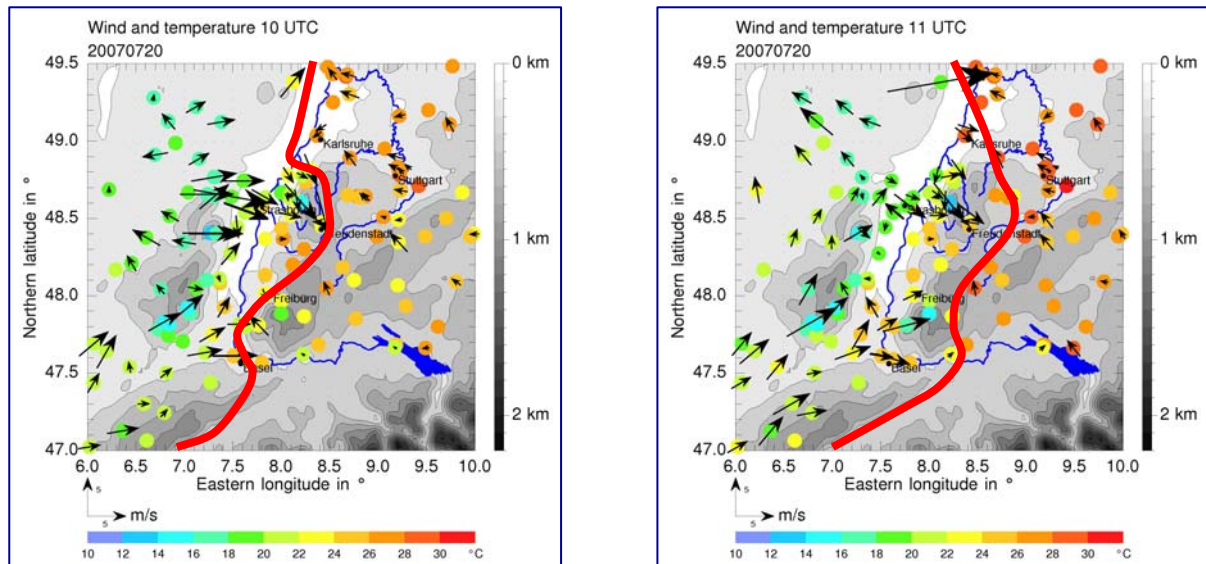 Wind and temperature 10 UTC
20070720
49.5
49.0
48.5
48.0
47.5
47.0
Northern latitude in °
Karlsruhe
Stuttgart
Strasbourg
Freudenstadt
Freiburg
Basel
6.0 6.5 7.0 7.5 8.0 8.5 9.0 9.5 10.0
Eastern longitude in °
0 km
1 km
2 km
5
5 m/s
10 12 14 16 18 20 22 24 26 28 30 °C
Wind and temperature 11 UTC
20070720
49.5
49.0
48.5
48.0
47.5
47.0
Northern latitude in °
Karlsruhe
Stuttgart
Strasbourg
Freudenstadt
Freiburg
Basel
6.0 6.5 7.0 7.5 8.0 8.5 9.0 9.5 10.0
Eastern longitude in °
0 km
1 km
2 km
5
5 m/s
10 12 14 16 18 20 22 24 26 28 30 °C